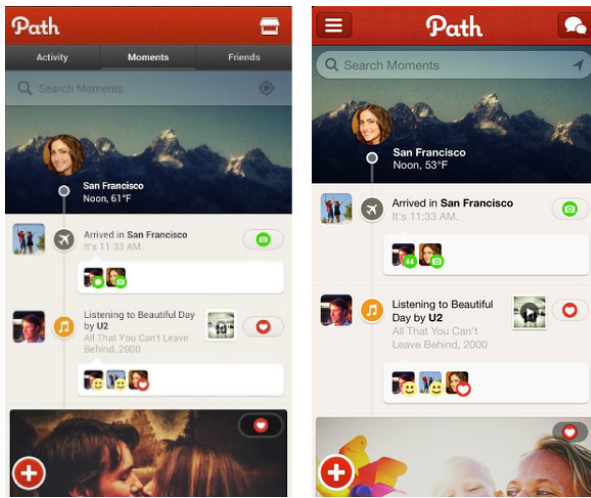 Path
Activity Moments Friends
Search Moments
San Francisco
Noon, 61°F
Arrived in San Francisco
It's 11:33 AM.
Listening to Beautiful Day
by U2
All That You Can't Leave
Behind, 2000
Path
Search Moments
San Francisco
Noon, 53°F
Arrived in San Francisco
It's 11:33 AM.
Listening to Beautiful
Day by U2
All That You Can't
Leave Behind, 2000